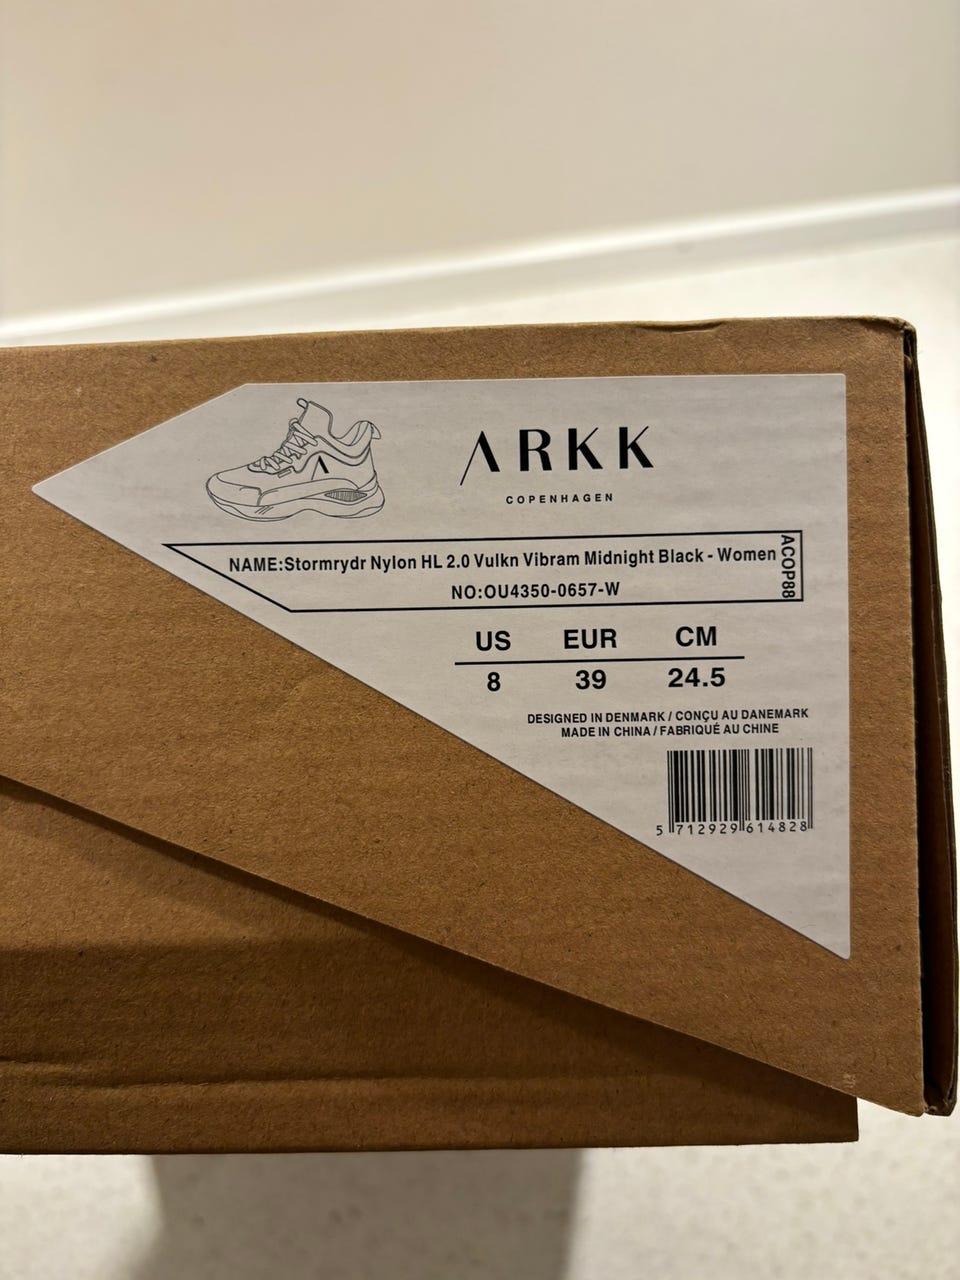 ARKK
COPENHAGEN
NAME:Stormrydr Nylon HL 2.0 Vulkn Vibram Midnight Black - Women
NO:OU4350-0657-W
ACOP88
US EUR CM
8 39 24.5
DESIGNED IN DENMARK / CONÇU AU DANEMARK
MADE IN CHINA / FABRIQUÉ AU CHINE
5 712929 614828